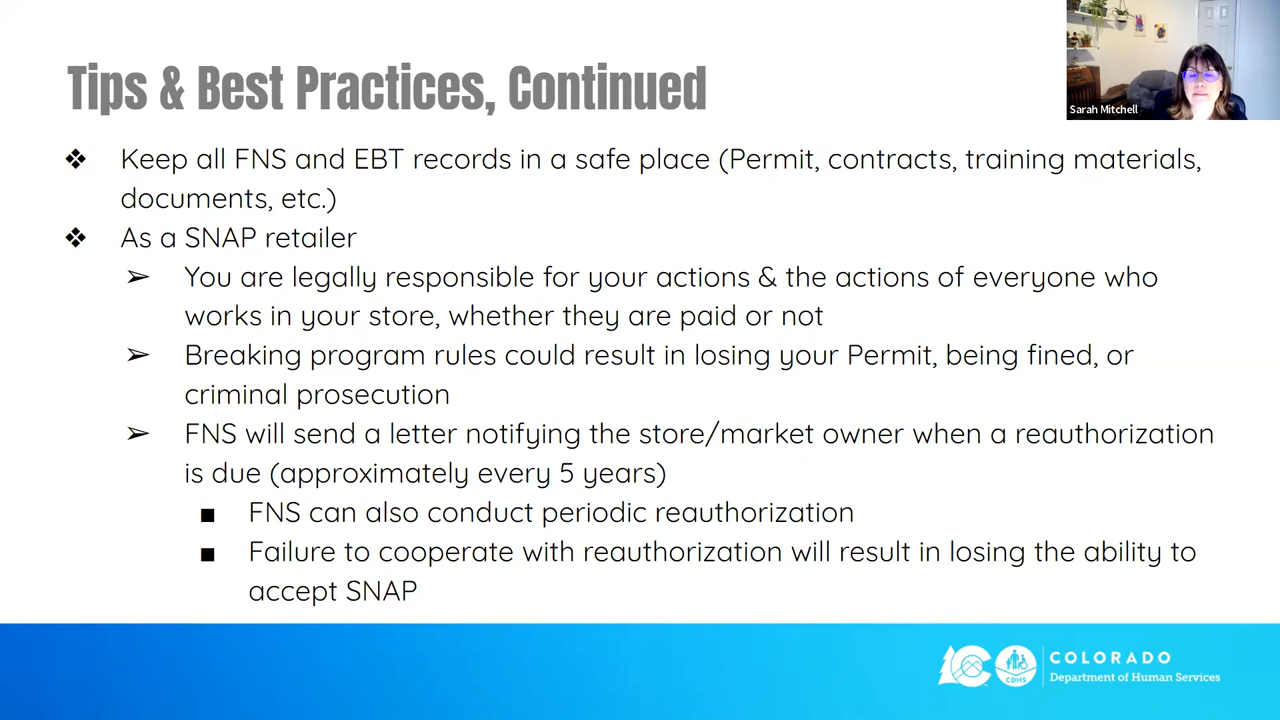 Tips & Best Practices, Continued
Sarah Mitchell
❖ Keep all FNS and EBT records in a safe place (Permit, contracts, training materials,
documents, etc.)
❖ As a SNAP retailer
➢ You are legally responsible for your actions & the actions of everyone who
works in your store, whether they are paid or not
➢ Breaking program rules could result in losing your Permit, being fined, or
criminal prosecution
➢ FNS will send a letter notifying the store/market owner when a reauthorization
is due (approximately every 5 years)
■ FNS can also conduct periodic reauthorization
■ Failure to cooperate with reauthorization will result in losing the ability to
accept SNAP
CDHS
COLORADO
Department of Human Services